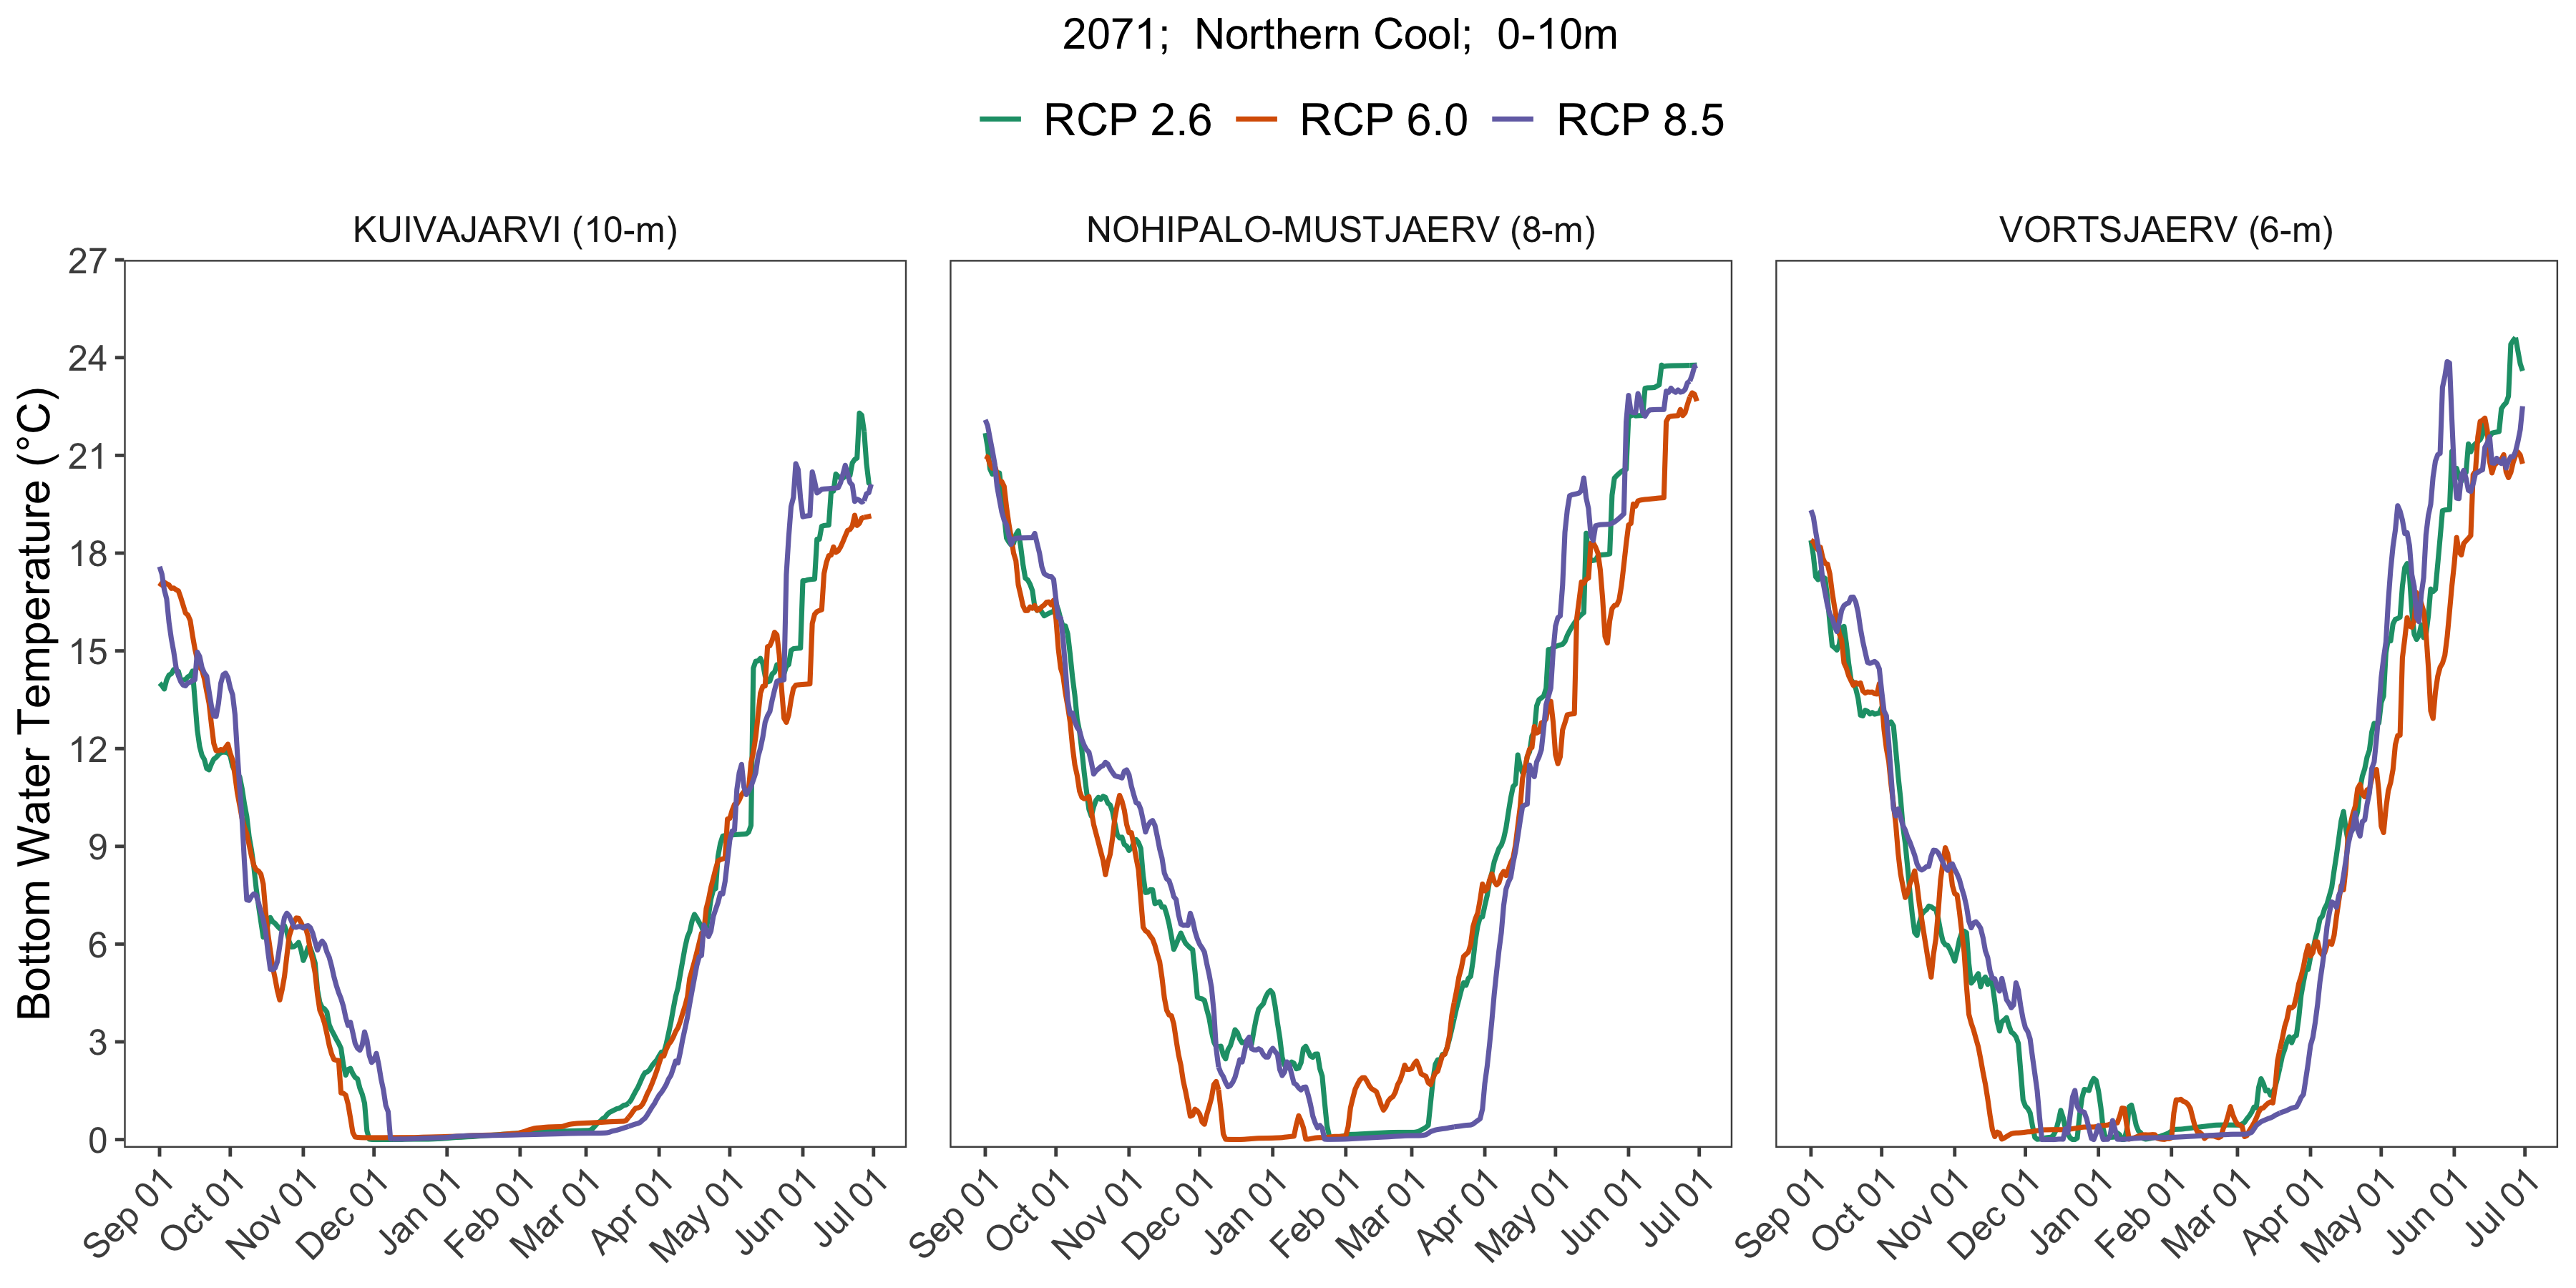 2071;  Northern Cool;  0-10m
RCP 2.6 RCP 6.0 RCP 8.5
KUIVAJARVI (10-m) NOHIPALO-MUSTJAERV (8-m) VORTSJAERV (6-m)
Bottom Water Temperature (°C)
27
24
21
18
15
12
9
6
3
0
Sep 01 Oct 01 Nov 01 Dec 01 Jan 01 Feb 01 Mar 01 Apr 01 May 01 Jun 01 Jul 01 Sep 01 Oct 01 Nov 01 Dec 01 Jan 01 Feb 01 Mar 01 Apr 01 May 01 Jun 01 Jul 01 Sep 01 Oct 01 Nov 01 Dec 01 Jan 01 Feb 01 Mar 01 Apr 01 May 01 Jun 01 Jul 01